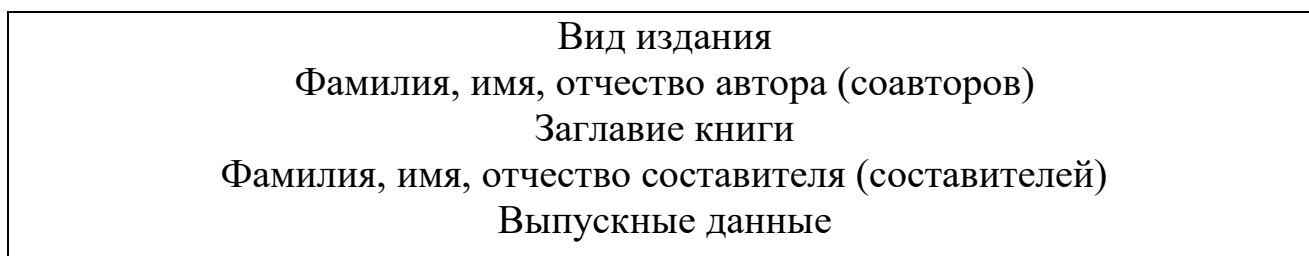 Вид издания
Фамилия, имя, отчество автора (соавторов)
Заглавие книги
Фамилия, имя, отчество составителя (составителей)
Выпускные данные